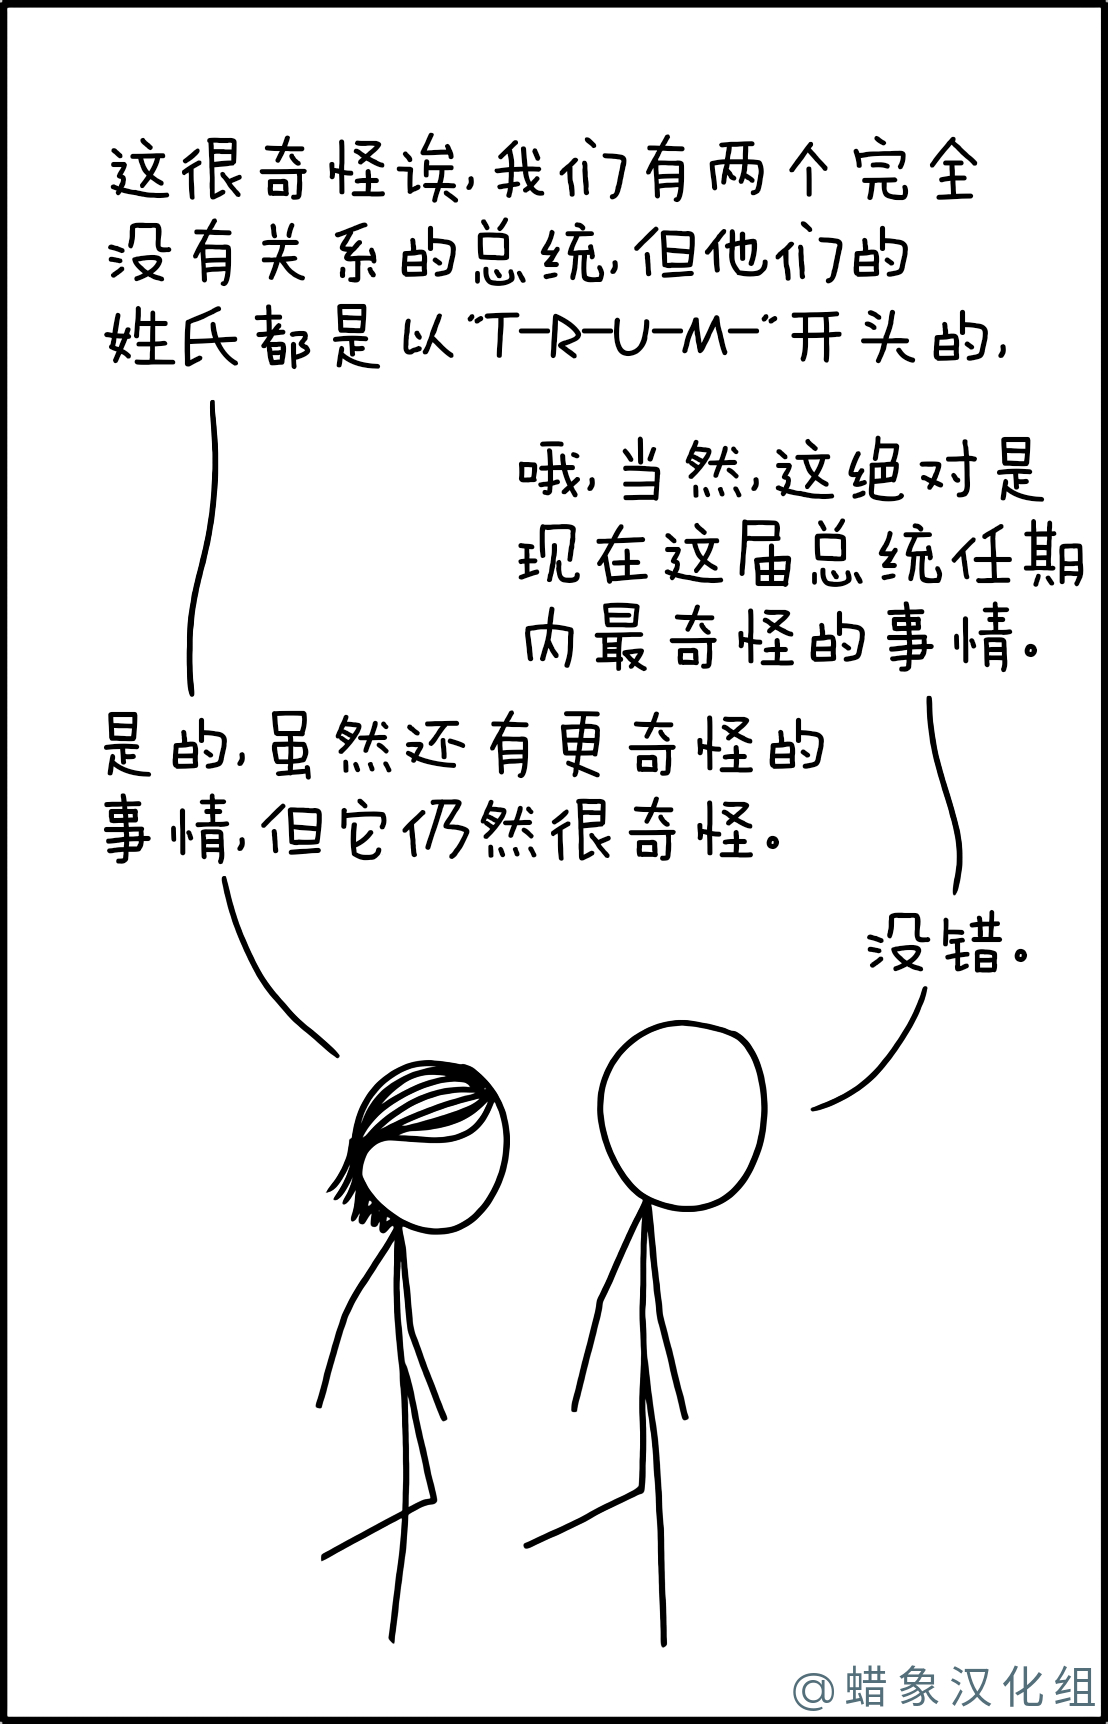 这很奇怪诶,我们有两个完全
没有关系的总统,但他们的
姓氏都是以"T-R-U-M-"开头的,
哦,当然,这绝对是
现在这届总统任期
内最奇怪的事情。
是的,虽然还有更奇怪的
事情,但它仍然很奇怪。
没错。
@蜡象汉化组